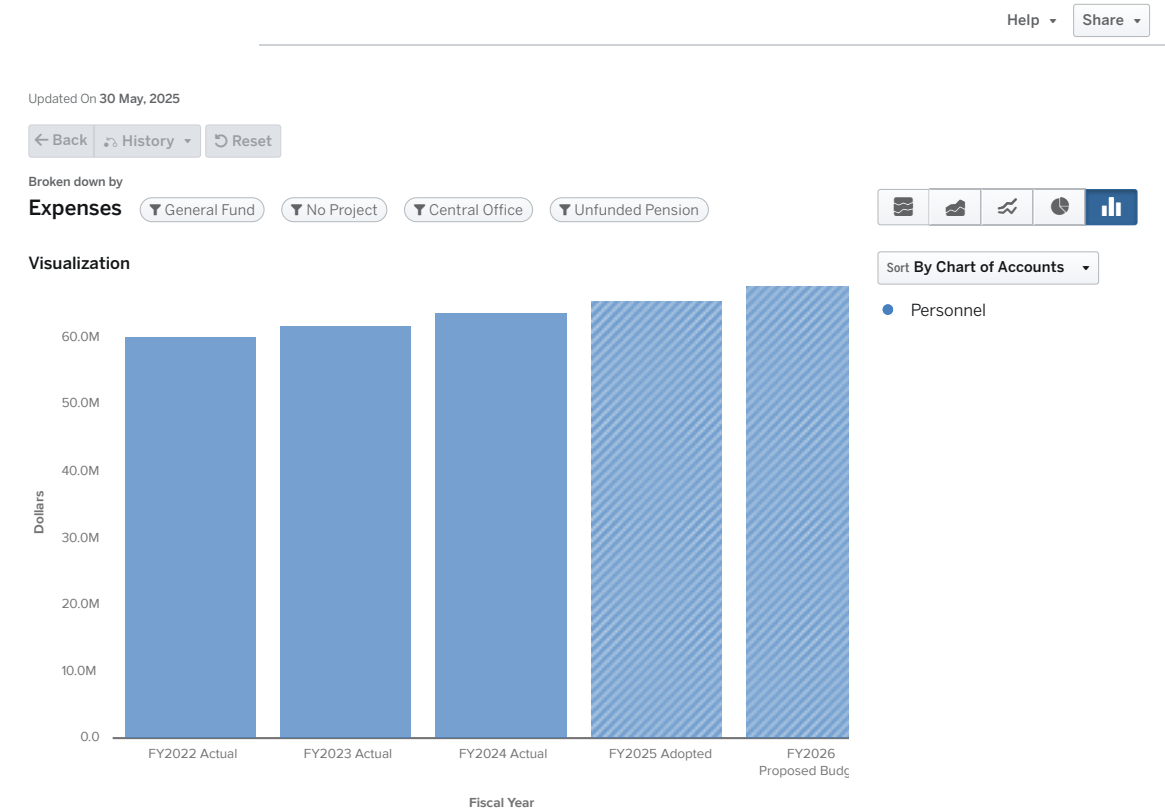 Help
Share
Updated On 30 May, 2025
Back
History
Reset
Broken down by
Expenses
General Fund
No Project
Central Office
Unfunded Pension
Visualization
Sort By Chart of Accounts
Personnel
60.0M
50.0M
40.0M
30.0M
20.0M
10.0M
0.0
Dollars
FY2022 Actual
FY2023 Actual
FY2024 Actual
FY2025 Adopted
FY2026
Proposed Budg
Fiscal Year